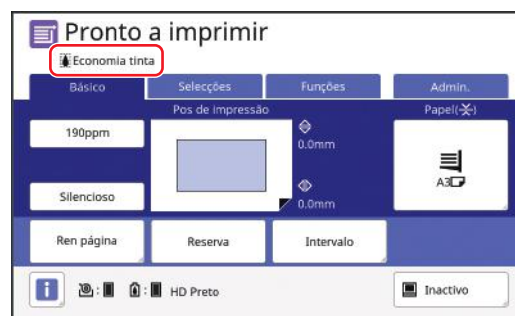 Pronto a imprimir
Economia tinta
Básico Selecções Funções Admin.
Pos de impressão Papel( )
190ppm
0.0mm
A3
Silencioso
0.0mm
Ren página Reserva Intervalo
i : : HD Preto Inactivo